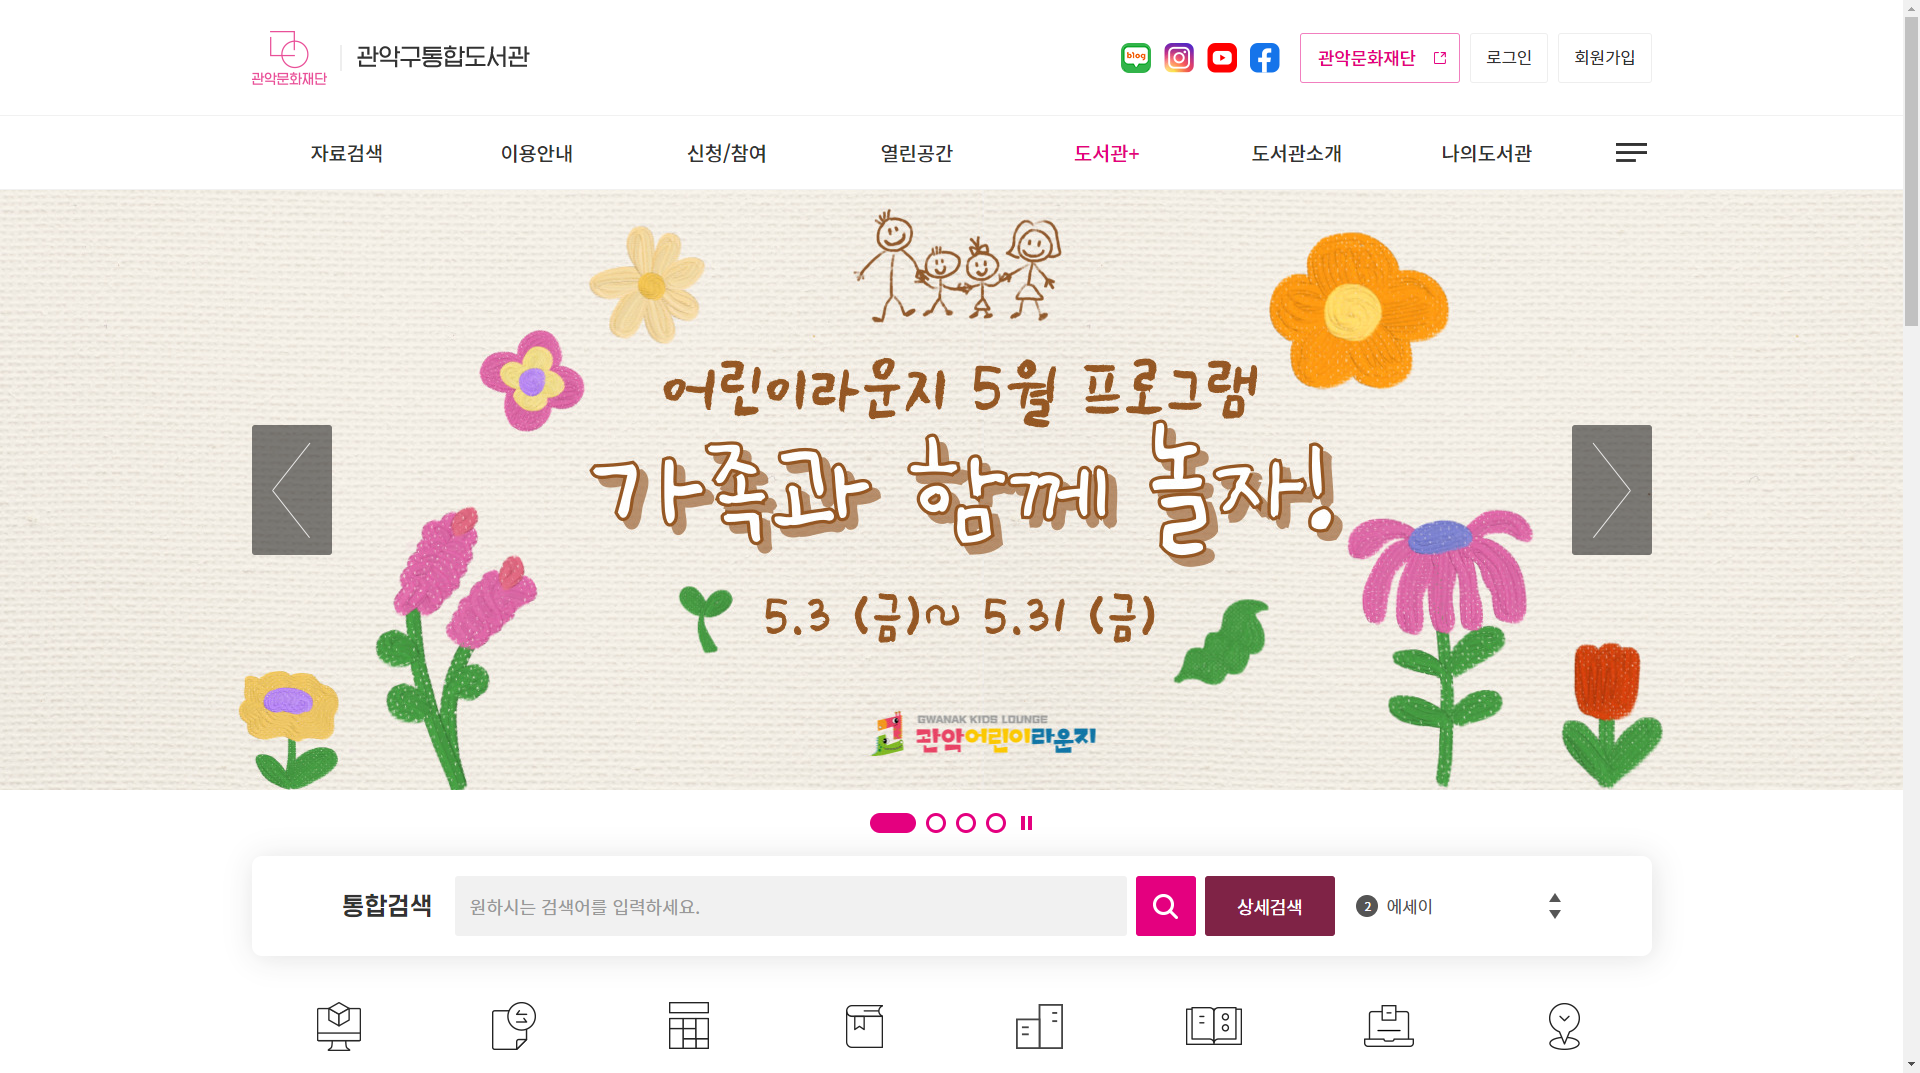 관악문화재단
관악구통합도서관
blog
관악문화재단
로그인
회원가입
자료검색
이용안내
신청/참여
열린공간
도서관+
도서관소개
나의도서관
어린이라운지 5월 프로그램
가족과 함께 놀자!
5.3 (금)~ 5.31 (금)
GWANAK KIDS LOUNGE
관악어린이라운지
통합검색
원하시는 검색어를 입력하세요.
상세검색
2 에세이